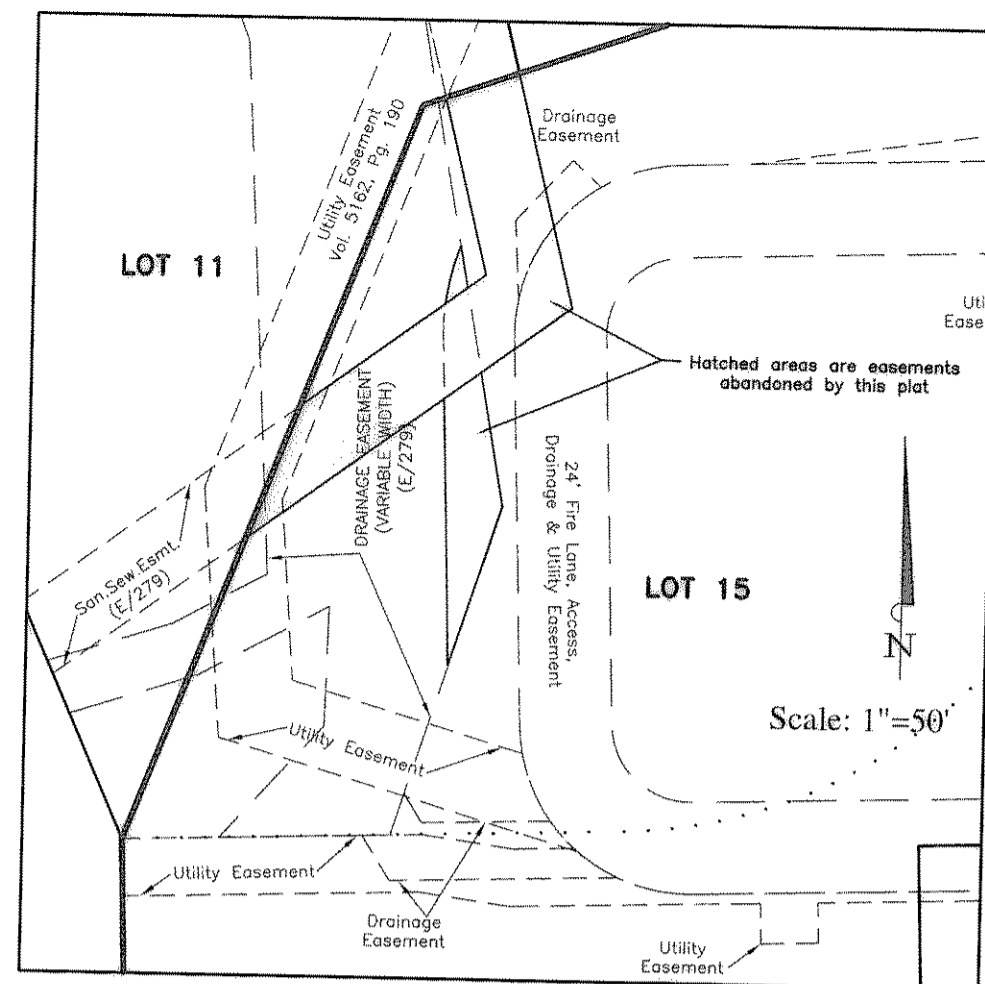 Drainage
Easement
Utility Easement
Vol. 5162, Pg. 190
LOT 11
Uti
Ease
Hatched areas are easements
abandoned by this plat
DRAINAGE EASEMENT
(VARIABLE WIDTH)
(E/279)
24' Fire Lane, Access,
Drainage & Utility Easement
San.Sew.Esmt.
(E/279)
LOT 15
N
Scale: 1"=50'
Utility Easement
Utility Easement
Drainage
Easement
Utility
Easement